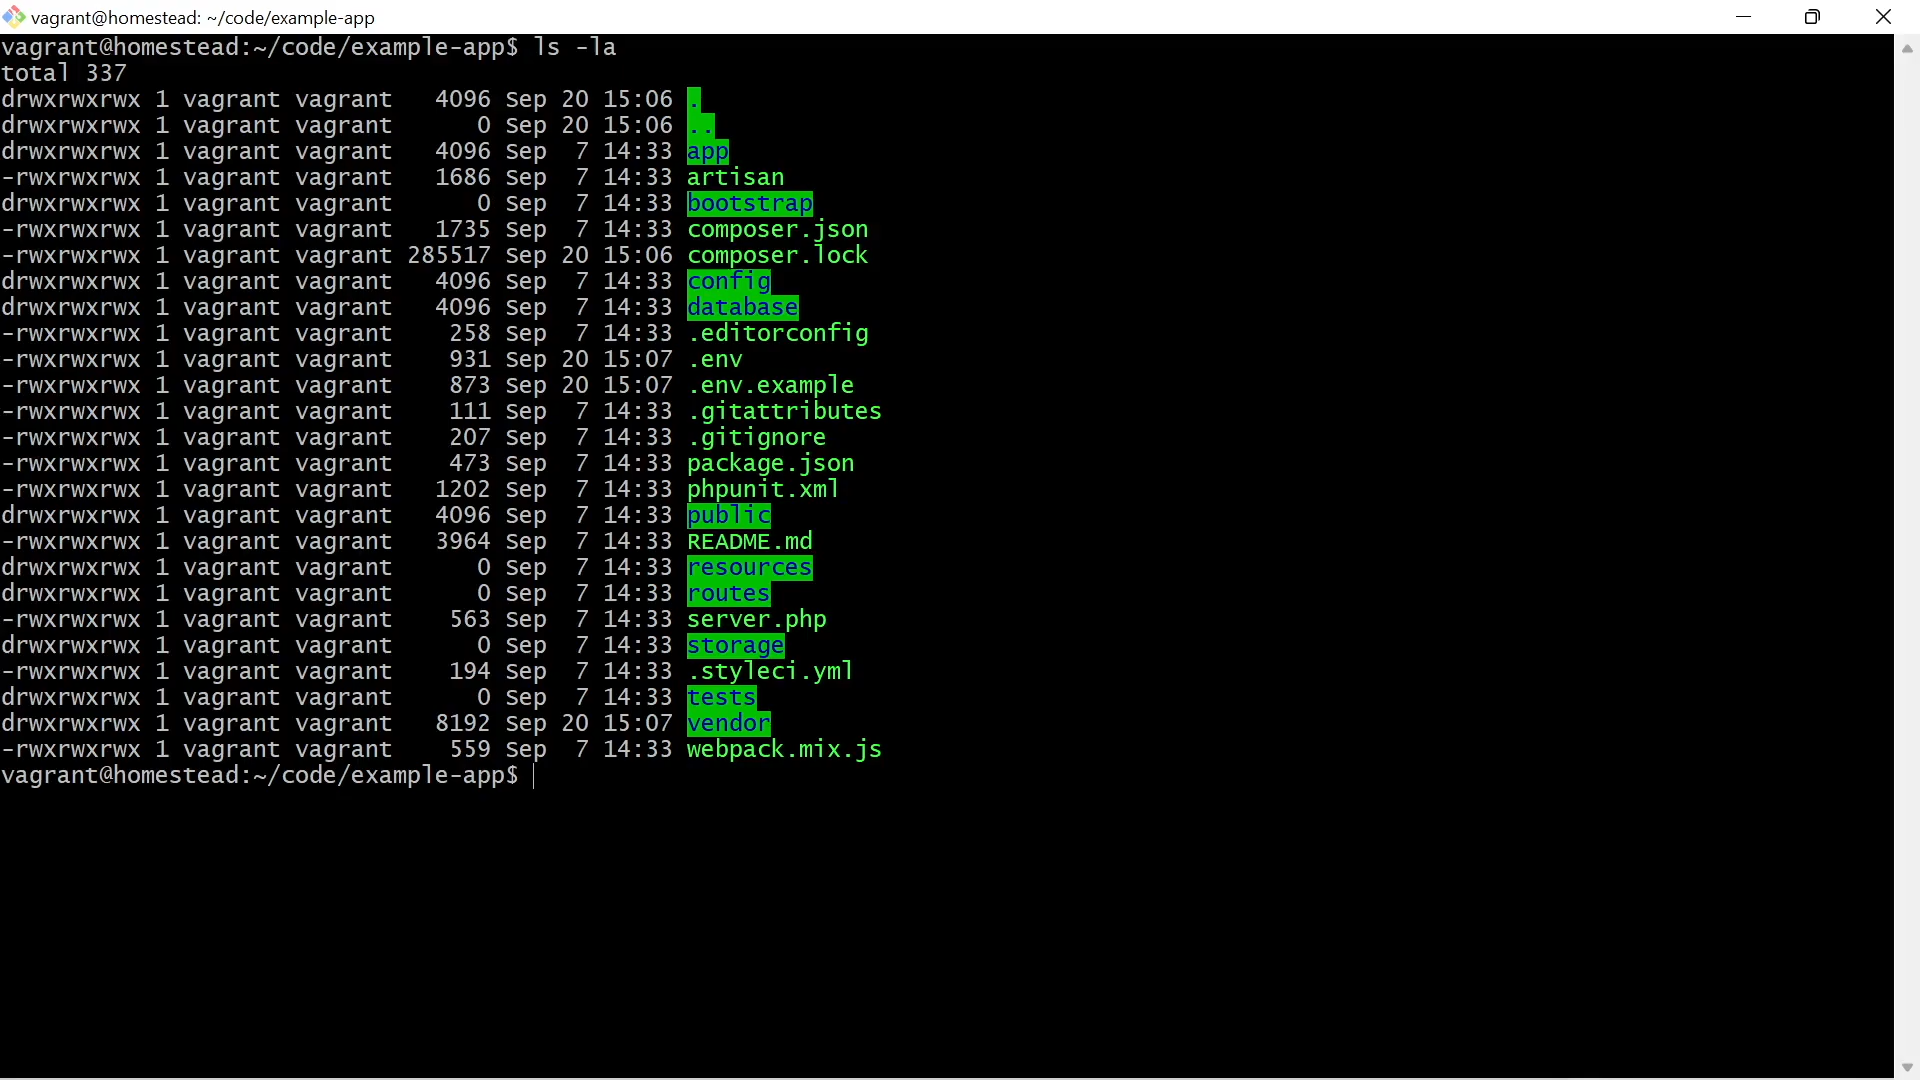 vagrant@homestead: ~/code/example-app
vagrant@homestead:~/code/example-app$ ls -la
total 337
drwxrwxrwx 1 vagrant vagrant   4096 Sep 20 15:06 .
drwxrwxrwx 1 vagrant vagrant      0 Sep 20 15:06 ..
drwxrwxrwx 1 vagrant vagrant   4096 Sep  7 14:33 app
-rwxrwxrwx 1 vagrant vagrant   1686 Sep  7 14:33 artisan
drwxrwxrwx 1 vagrant vagrant      0 Sep  7 14:33 bootstrap
-rwxrwxrwx 1 vagrant vagrant   1735 Sep  7 14:33 composer.json
-rwxrwxrwx 1 vagrant vagrant 285517 Sep 20 15:06 composer.lock
drwxrwxrwx 1 vagrant vagrant   4096 Sep  7 14:33 config
drwxrwxrwx 1 vagrant vagrant   4096 Sep  7 14:33 database
-rwxrwxrwx 1 vagrant vagrant    258 Sep  7 14:33 .editorconfig
-rwxrwxrwx 1 vagrant vagrant    931 Sep 20 15:07 .env
-rwxrwxrwx 1 vagrant vagrant    873 Sep 20 15:07 .env.example
-rwxrwxrwx 1 vagrant vagrant    111 Sep  7 14:33 .gitattributes
-rwxrwxrwx 1 vagrant vagrant    207 Sep  7 14:33 .gitignore
-rwxrwxrwx 1 vagrant vagrant    473 Sep  7 14:33 package.json
-rwxrwxrwx 1 vagrant vagrant   1202 Sep  7 14:33 phpunit.xml
drwxrwxrwx 1 vagrant vagrant   4096 Sep  7 14:33 public
-rwxrwxrwx 1 vagrant vagrant   3964 Sep  7 14:33 README.md
drwxrwxrwx 1 vagrant vagrant      0 Sep  7 14:33 resources
drwxrwxrwx 1 vagrant vagrant      0 Sep  7 14:33 routes
-rwxrwxrwx 1 vagrant vagrant    563 Sep  7 14:33 server.php
drwxrwxrwx 1 vagrant vagrant      0 Sep  7 14:33 storage
-rwxrwxrwx 1 vagrant vagrant    194 Sep  7 14:33 .styleci.yml
drwxrwxrwx 1 vagrant vagrant      0 Sep  7 14:33 tests
drwxrwxrwx 1 vagrant vagrant   8192 Sep 20 15:07 vendor
-rwxrwxrwx 1 vagrant vagrant    559 Sep  7 14:33 webpack.mix.js
vagrant@homestead:~/code/example-app$